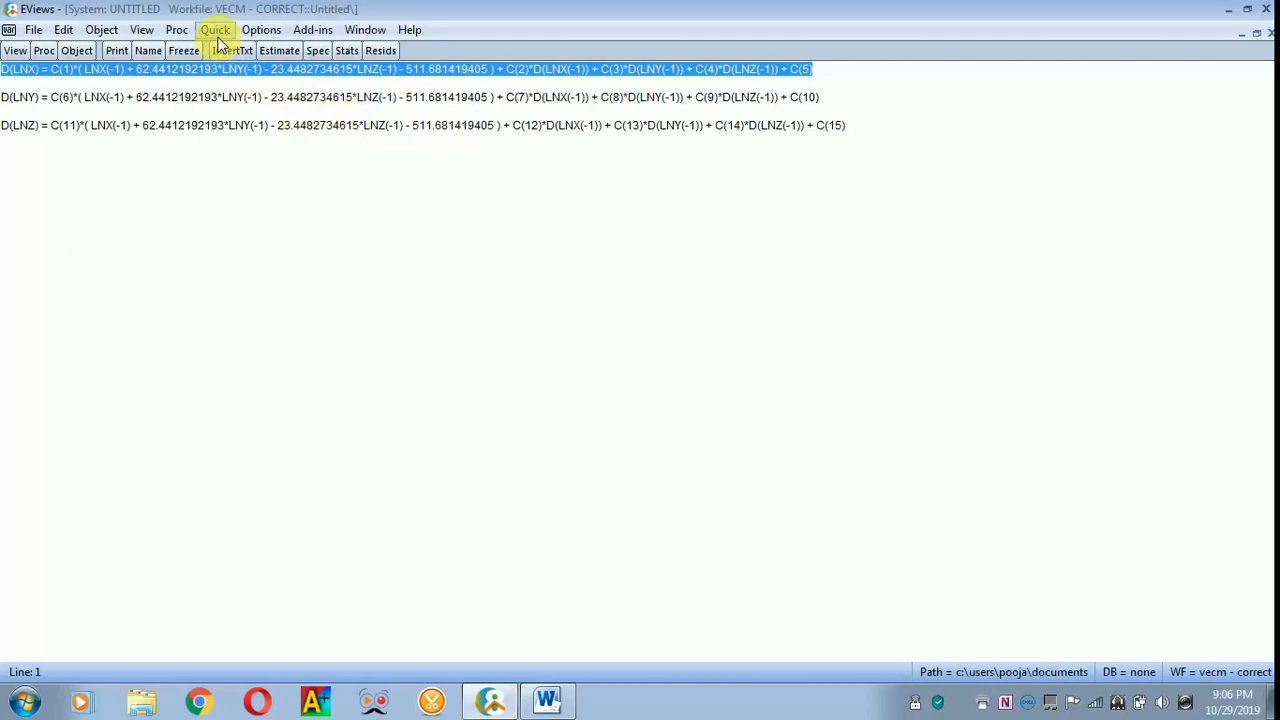 EViews - [System: UNTITLED Workfile: VECM - CORRECT::Untitled\]
var File Edit Object View Proc Quick Options Add-ins Window Help
View Proc Object Print Name Freeze InsertTxt Estimate Spec Stats Resids
D(LNX) = C(1)*( LNX(-1) + 62.4412192193*LNY(-1) - 23.4482734615*LNZ(-1) - 511.681419405 ) + C(2)*D(LNX(-1)) + C(3)*D(LNY(-1)) + C(4)*D(LNZ(-1)) + C(5)
D(LNY) = C(6)*( LNX(-1) + 62.4412192193*LNY(-1) - 23.4482734615*LNZ(-1) - 511.681419405 ) + C(7)*D(LNX(-1)) + C(8)*D(LNY(-1)) + C(9)*D(LNZ(-1)) + C(10)
D(LNZ) = C(11)*( LNX(-1) + 62.4412192193*LNY(-1) - 23.4482734615*LNZ(-1) - 511.681419405 ) + C(12)*D(LNX(-1)) + C(13)*D(LNY(-1)) + C(14)*D(LNZ(-1)) + C(15)
Line: 1 Path = c:\users\pooja\documents DB = none WF = vecm - correct
9:06 PM
10/29/2019